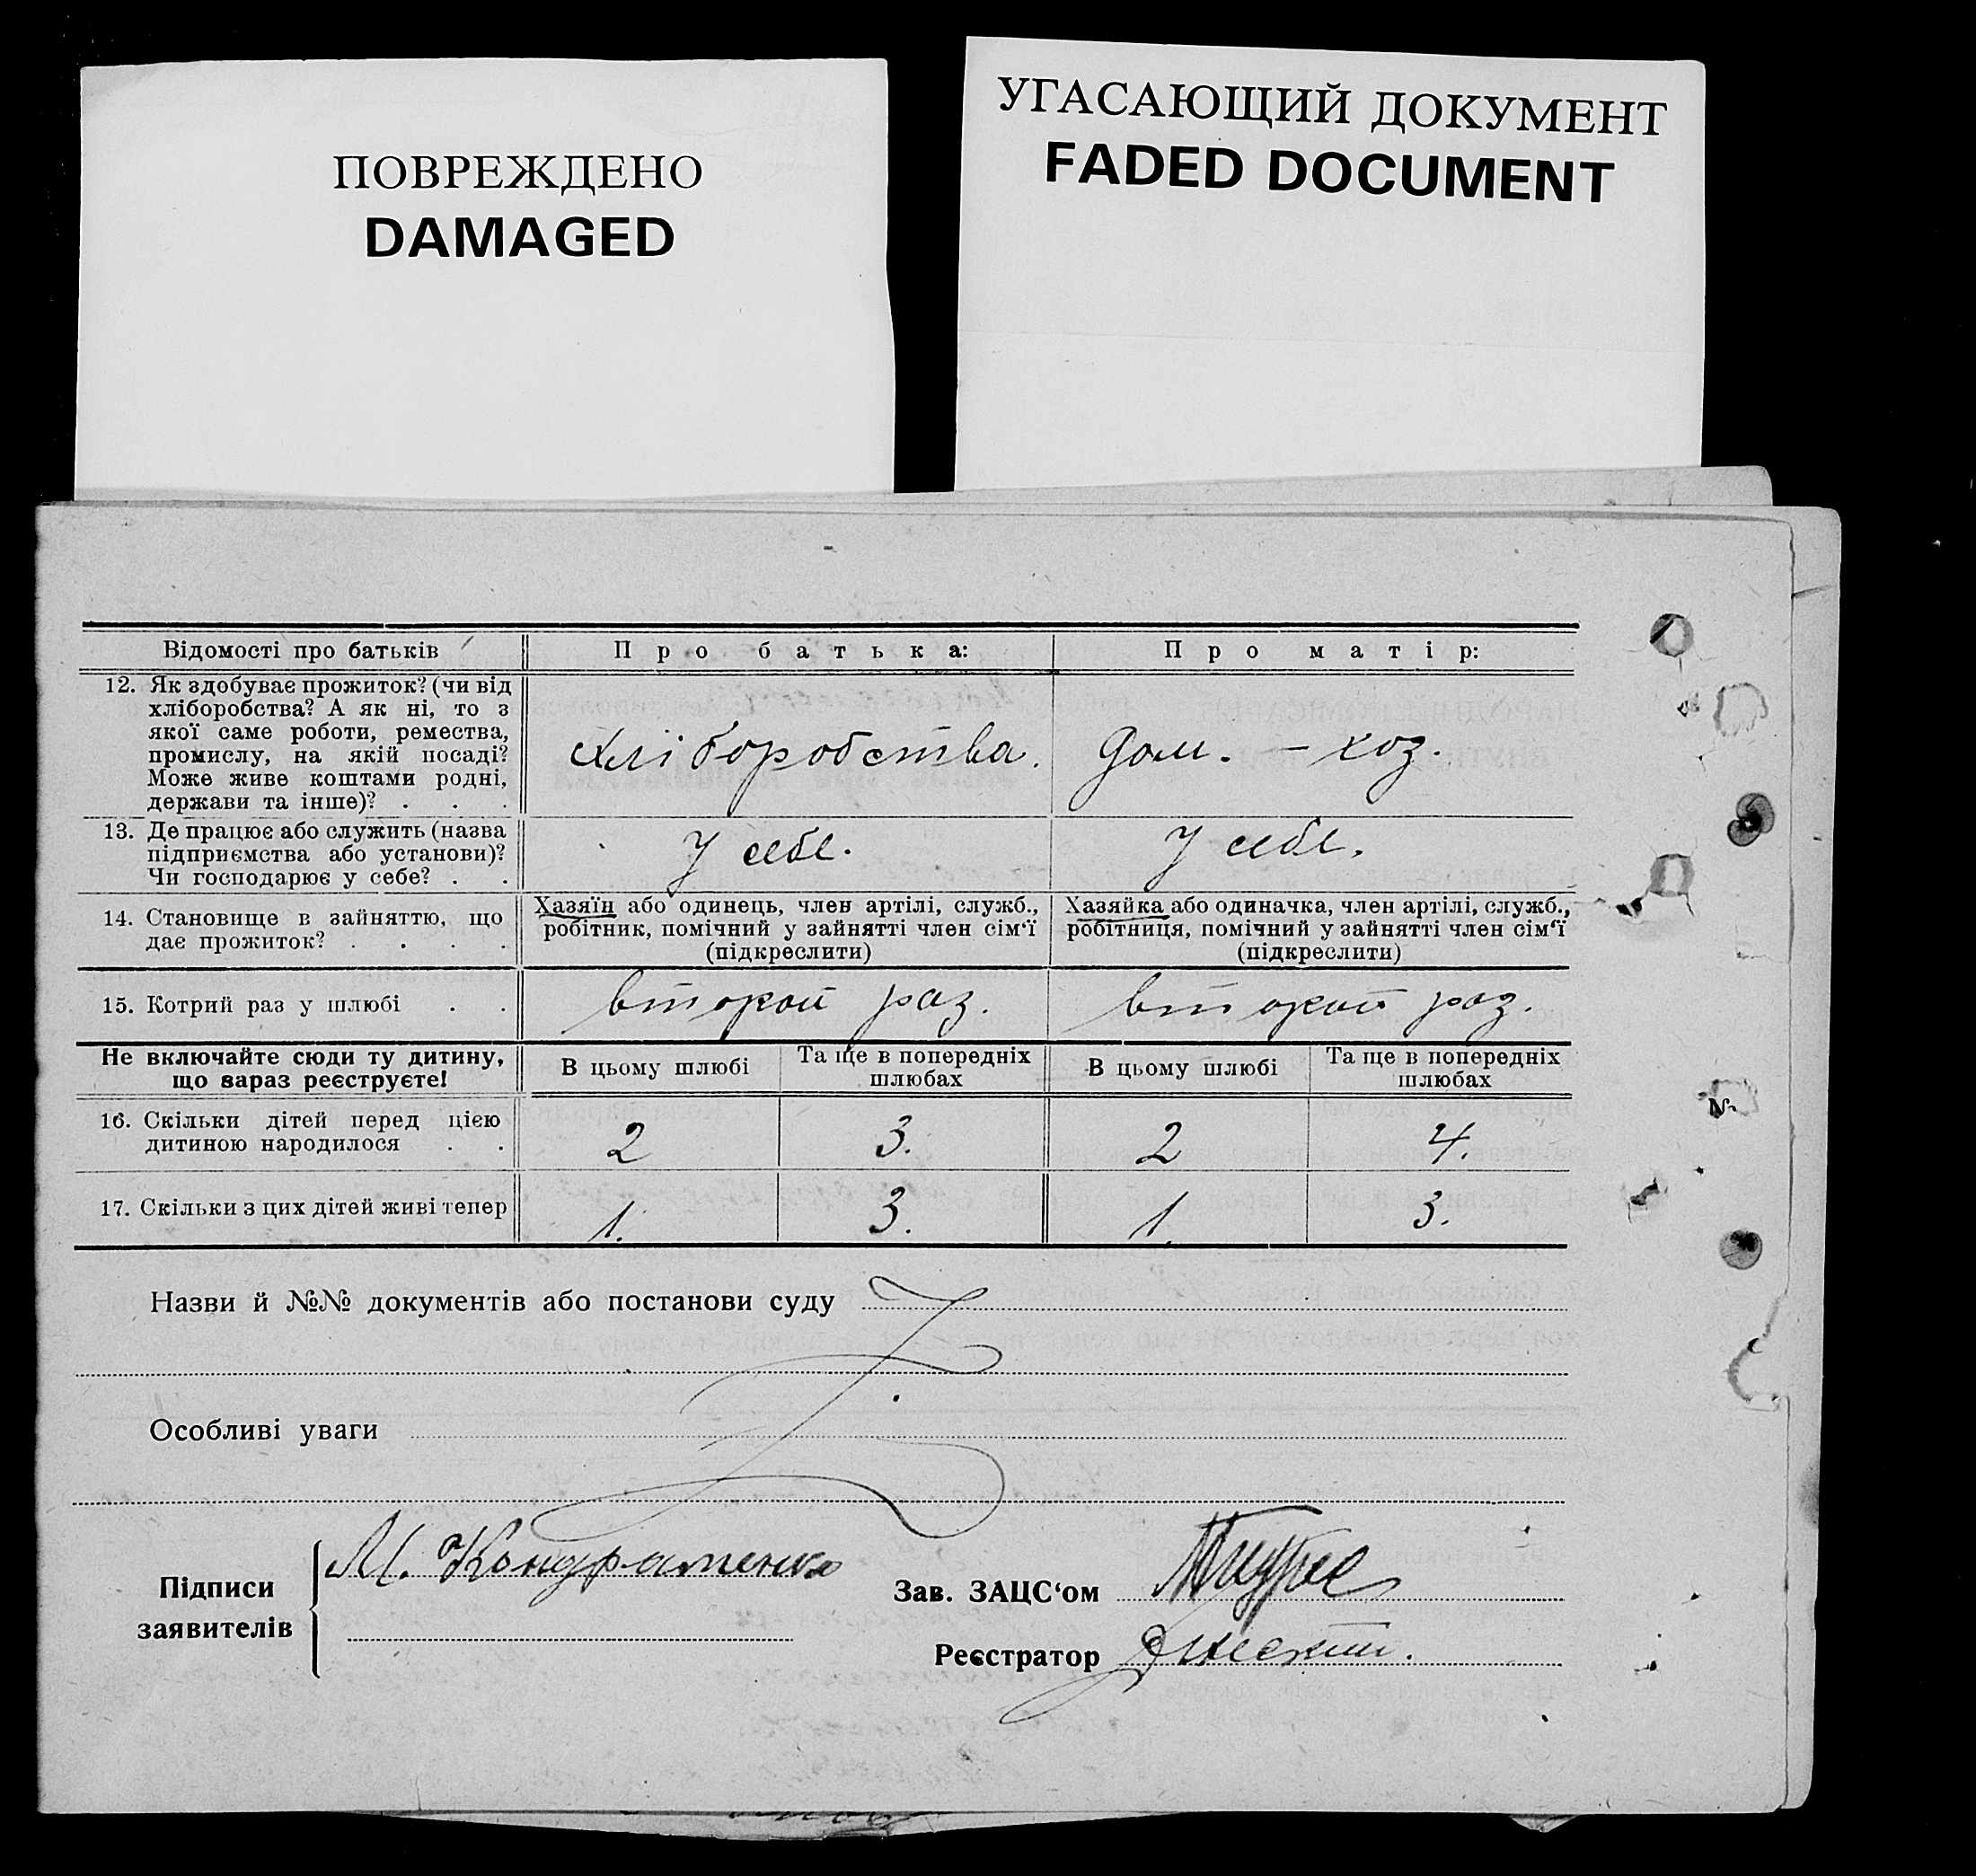 ПОВРЕЖДЕНО
DAMAGED
УГАСАЮЩИЙ ДОКУМЕНТ
FADED DOCUMENT
Відомості про батьків
Про батька:
Про матір:
12. Як здобуває прожиток? (чи від
хліборобства? А як ні, то з
якої саме роботи, ремества,
промислу, на якій посаді?
Може живе коштами родні,
держави та інше)? . . .
хліборобства.
дом. – хоз.
13. Де працює або служить (назва
підприємства або установи)?
Чи господарює у себе? . .
У себе.
У себе.
14. Становище в зайняттю, що
дає прожиток? . . . .
Хазяїн або одинець, член артілі, служб.,
робітник, помічний у зайнятті член сім'ї
(підкреслити)
Хазяйка або одиначка, член артілі, служб.,
робітниця, помічний у зайнятті член сім'ї
(підкреслити)
15. Котрий раз у шлюбі . .
второй раз.
второй раз.
Не включайте сюди ту дитину,
що вараз реєструєте!
В цьому шлюбі
Та ще в попередніх
шлюбах
В цьому шлюбі
Та ще в попередніх
шлюбах
16. Скільки дітей перед цією
дитиною народилося . .
2
3.
2
4.
17. Скільки з цих дітей живі тепер
1.
3.
1.
3.
Назви й №№ документів або постанови суду
Особливі уваги
Підписи
заявителів
М. Кондратенко
Зав. ЗАЦС'ом
Реєстратор